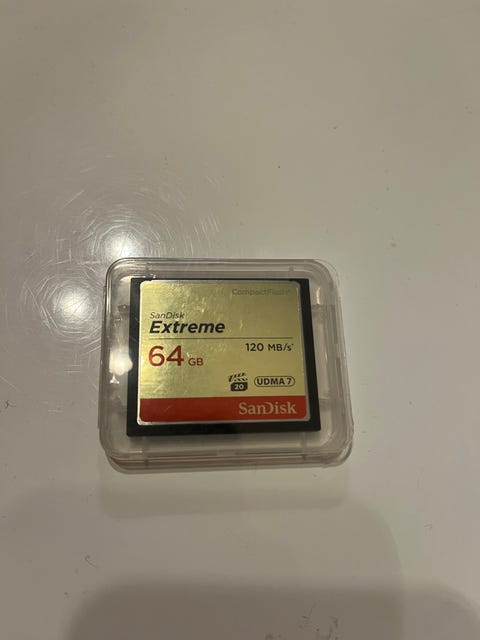 CompactFlash
SanDisk
Extreme
64 GB
120 MB/s*
20 UDMA 7
SanDisk